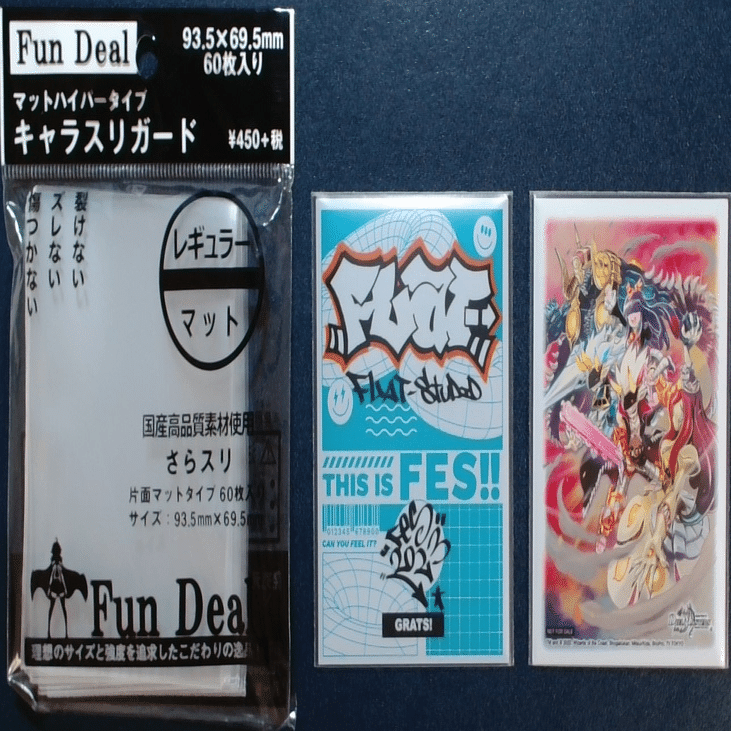 Fun Deal
93.5×69.5mm
60枚入り
マットハイパータイプ
キャラスリガード
¥450+税
裂けない
ズレない
傷つかない
レギュラー
マット
国産高品質素材使用
さらスリ
片面マットタイプ 60枚入り
サイズ：93.5mm×69.5
Fun Deal
理想のサイズと強度を追求したこだわりの逸品
FLOAT-STUDIO
THIS IS FES!!
012345 678900
CAN YOU FEEL IT?
GRATS!
NOT FOR SALE